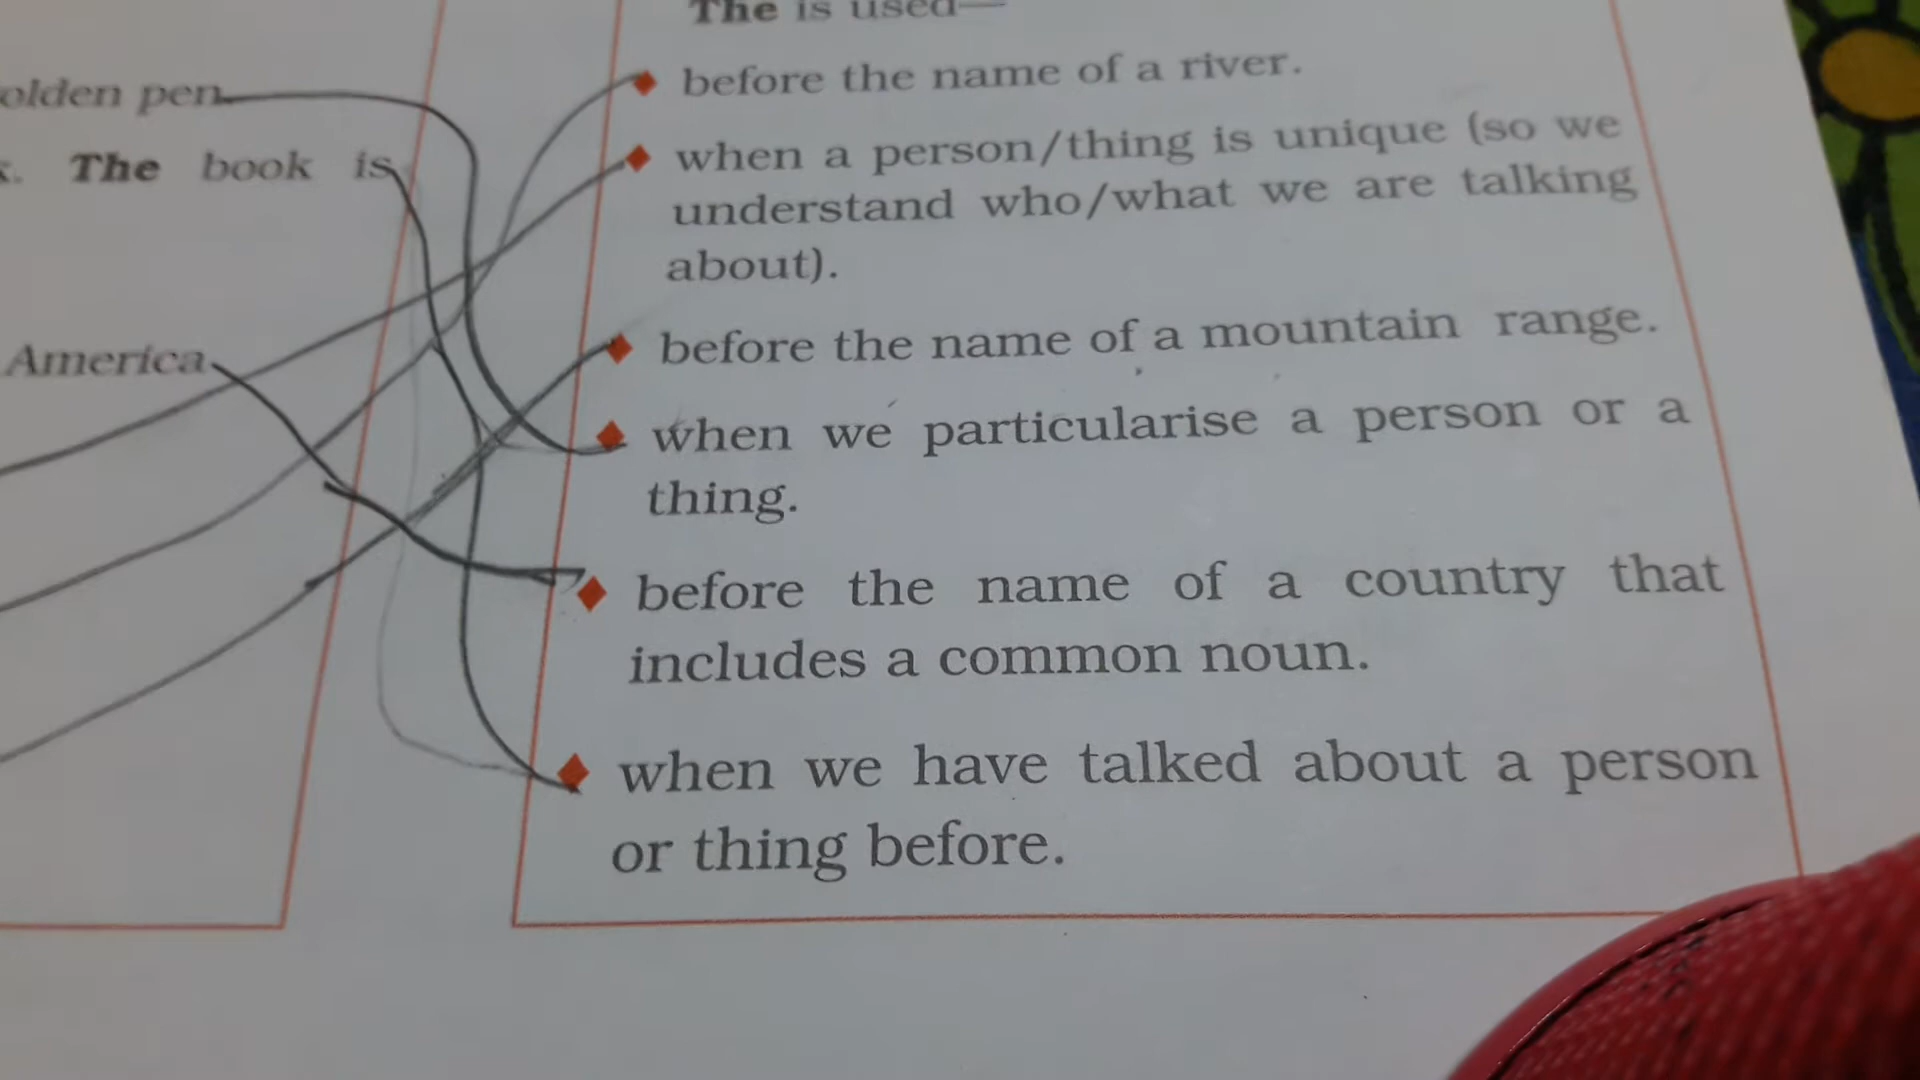 The is used—
olden pen
before the name of a river.
The book is
when a person/thing is unique (so we
understand who/what we are talking
about).
America
before the name of a mountain range.
when we particularise a person or a
thing.
before the name of a country that
includes a common noun.
when we have talked about a person
or thing before.